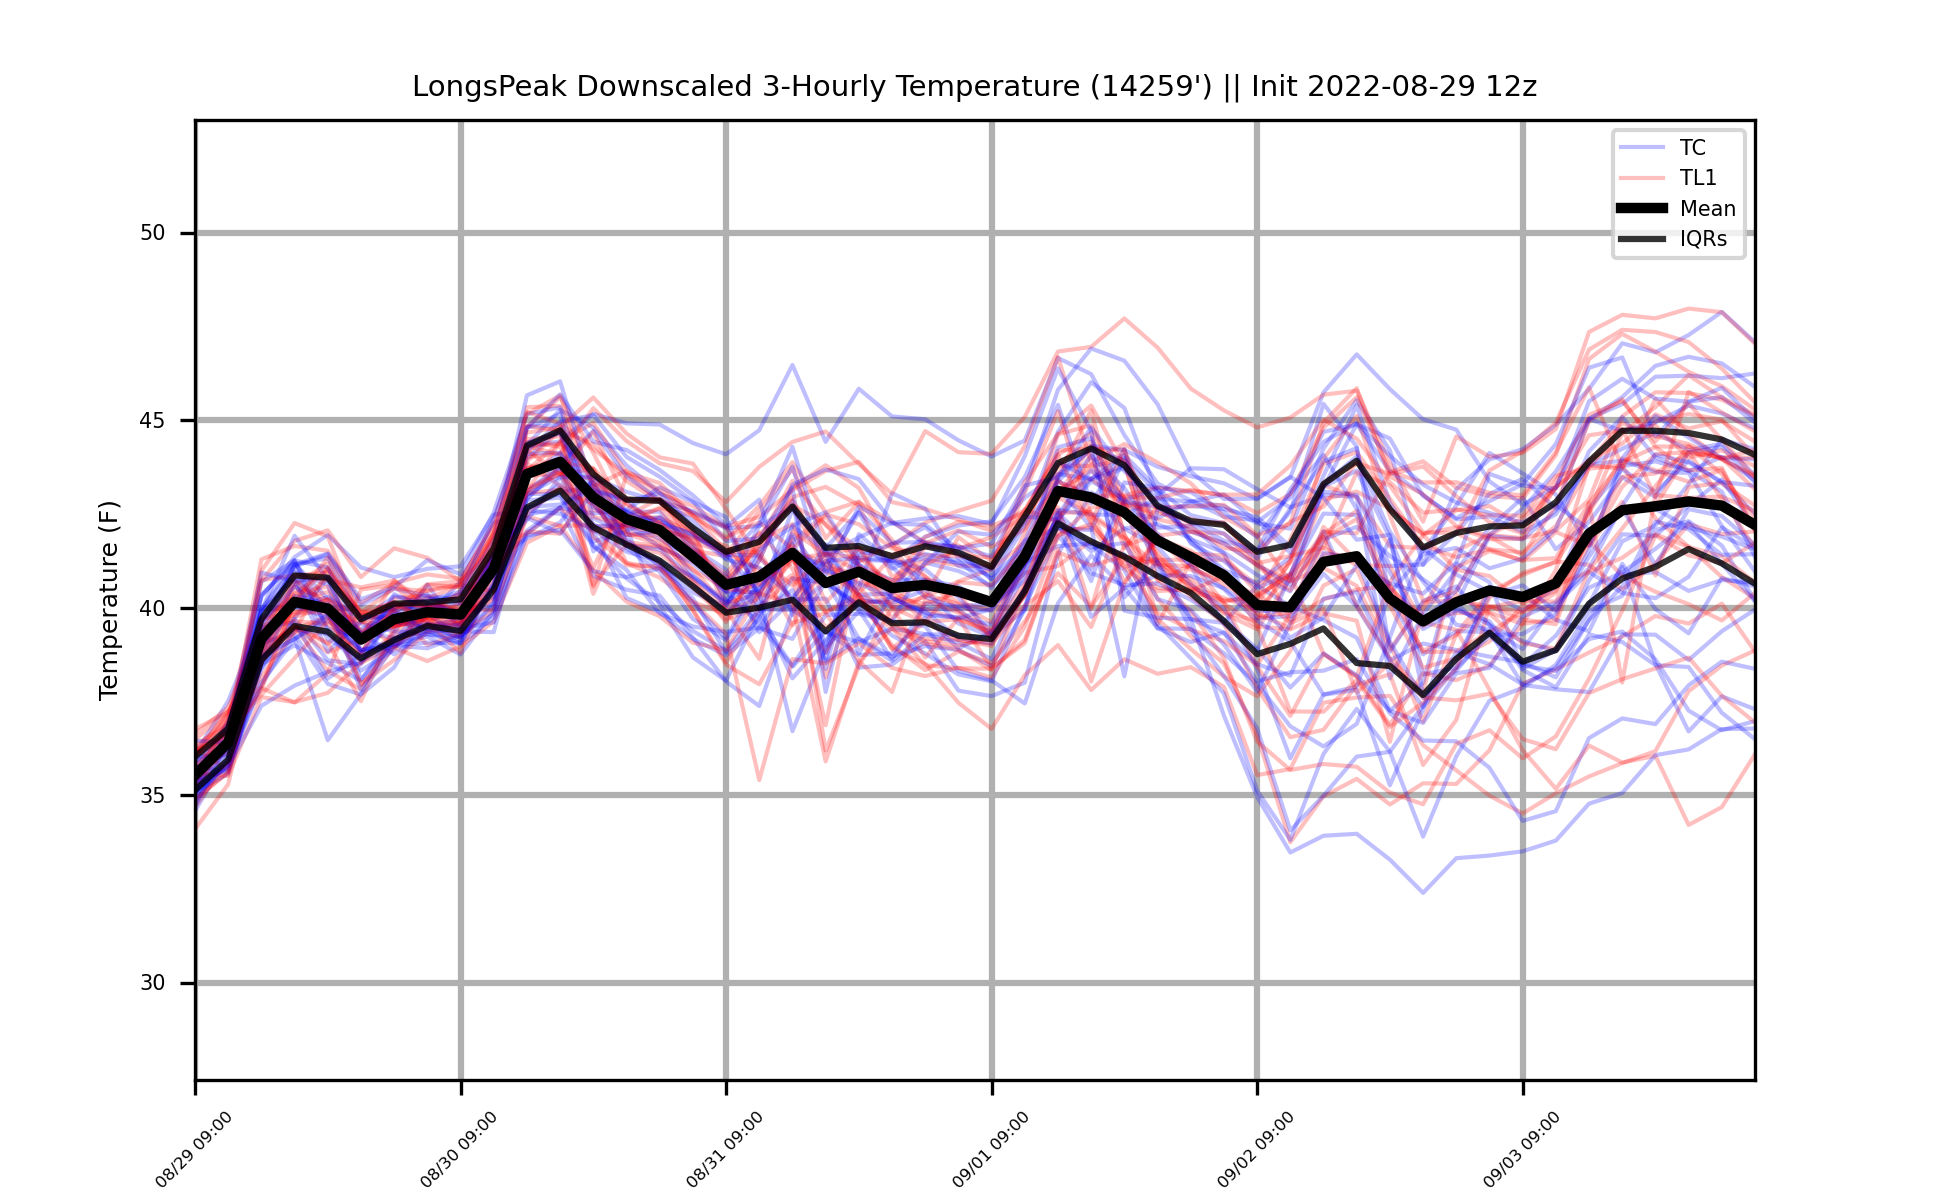 LongsPeak Downscaled 3-Hourly Temperature (14259') || Init 2022-08-29 12z
TC
TL1
Mean
IQRs
Temperature (F)
50
45
40
35
30
08/29 09:00
08/30 09:00
08/31 09:00
09/01 09:00
09/02 09:00
09/03 09:00